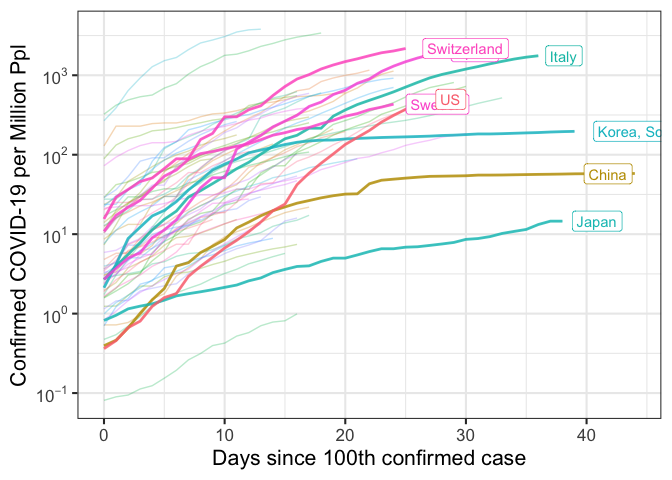 Confirmed COVID-19 per Million Ppl
10³
10²
10¹
10⁰
10⁻¹
Switzerland
Italy
Swe
US
Korea, So
China
Japan
0 10 20 30 40
Days since 100th confirmed case